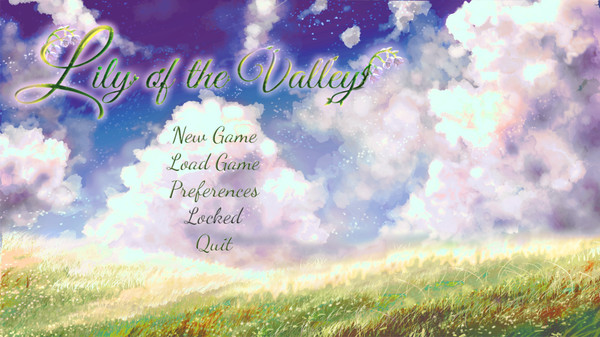 Lily of the Valley
New Game
Load Game
Preferences
Locked
Quit